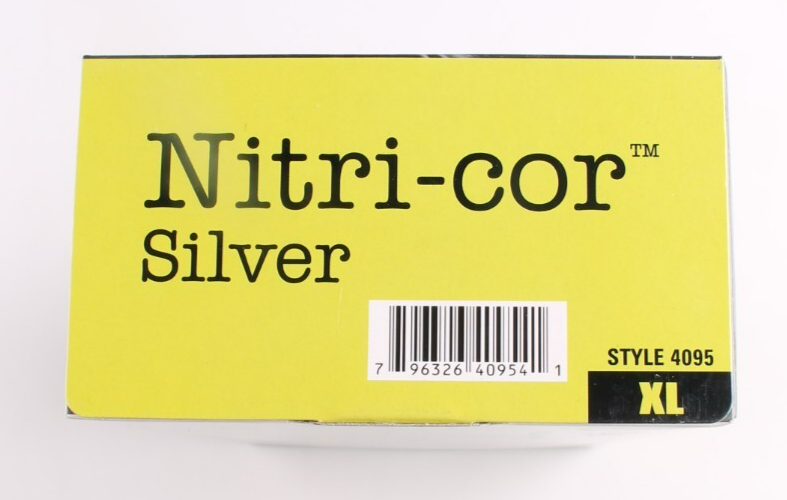 Nitri-cor™
Silver
7 96326 40954 1
STYLE 4095
XL